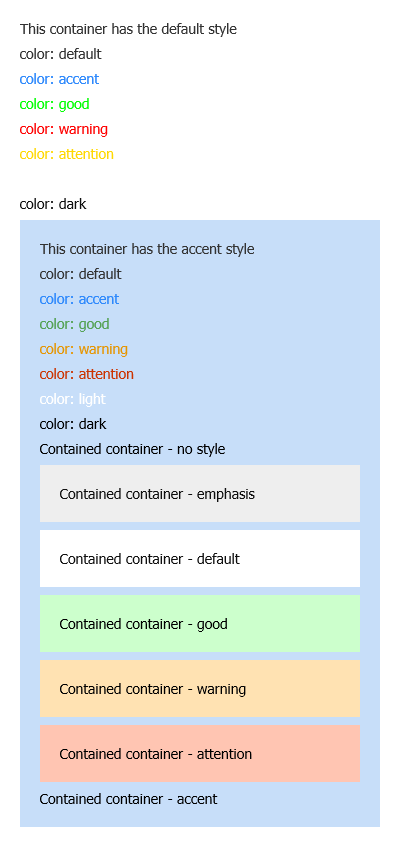 This container has the default style
color: default
color: accent
color: good
color: warning
color: attention
color: dark
This container has the accent style
color: default
color: accent
color: good
color: warning
color: attention
color: light
color: dark
Contained container - no style
Contained container - emphasis
Contained container - default
Contained container - good
Contained container - warning
Contained container - attention
Contained container - accent